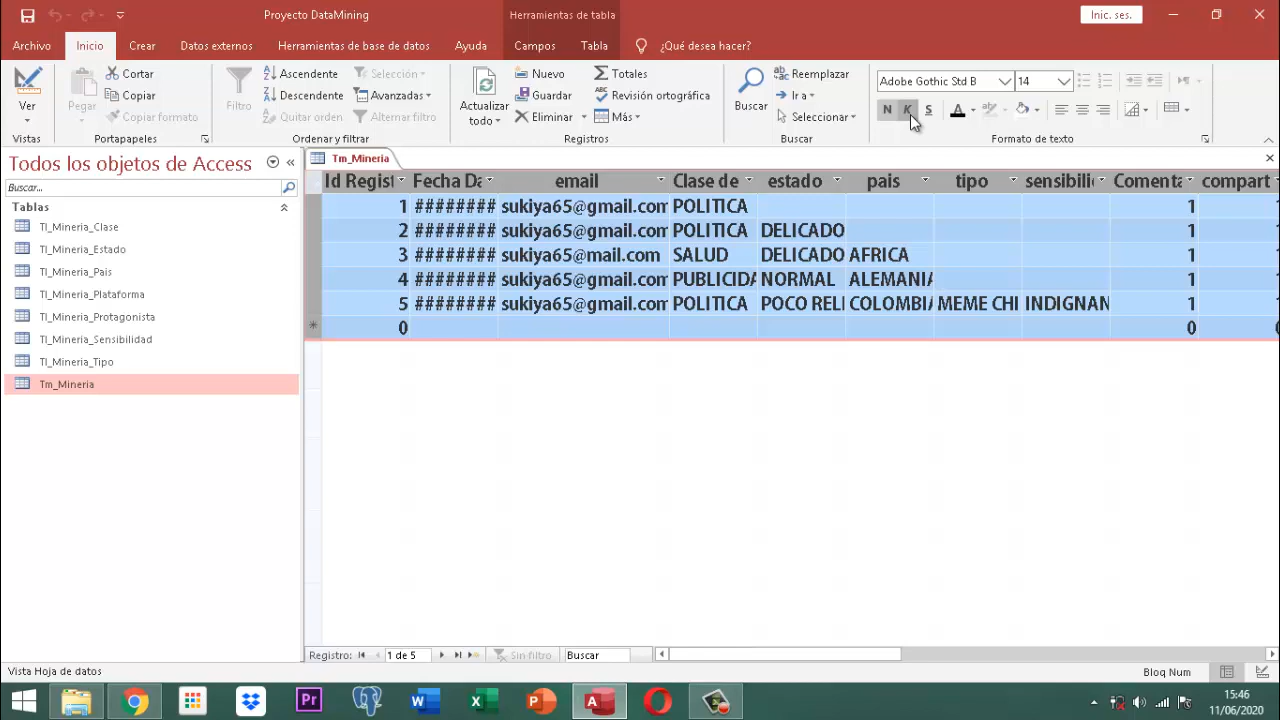 Proyecto DataMining
Herramientas de tabla
Inic. ses.
Archivo Inicio Crear Datos externos Herramientas de base de datos Ayuda Campos Tabla ¿Qué desea hacer?
Ver
Vistas
Pegar
Cortar
Copiar
Copiar formato
Portapapeles
Filtro
Ascendente
Descendente
Quitar orden
Selección
Avanzadas
Alternar filtro
Ordenar y filtrar
Actualizar
todo
Nuevo
Guardar
Eliminar
Totales
Revisión ortográfica
Más
Registros
Buscar
Reemplazar
Ir a
Seleccionar
Buscar
Adobe Gothic Std B 14
N K S A
Formato de texto
Todos los objetos de Access
Buscar...
Tablas
Tl_Mineria_Clase
Tl_Mineria_Estado
Tl_Mineria_Pais
Tl_Mineria_Plataforma
Tl_Mineria_Protagonista
Tl_Mineria_Sensibilidad
Tl_Mineria_Tipo
Tm_Mineria
Tm_Mineria
Id Regist Fecha Da email Clase de estado pais tipo sensibili Comenta compart
1 ######## sukiya65@gmail.com POLITICA 1
2 ######## sukiya65@gmail.com POLITICA DELICADO 1
3 ######## sukiya65@mail.com SALUD DELICADO AFRICA 1
4 ######## sukiya65@gmail.com PUBLICIDA NORMAL ALEMANIA 1
5 ######## sukiya65@gmail.com POLITICA POCO RELI COLOMBIA MEME CHI INDIGNAN 1
0 0
Registro: 1 de 5 Sin filtro Buscar
Vista Hoja de datos
Bloq Num
Pr W X P A
15:46
11/06/2020